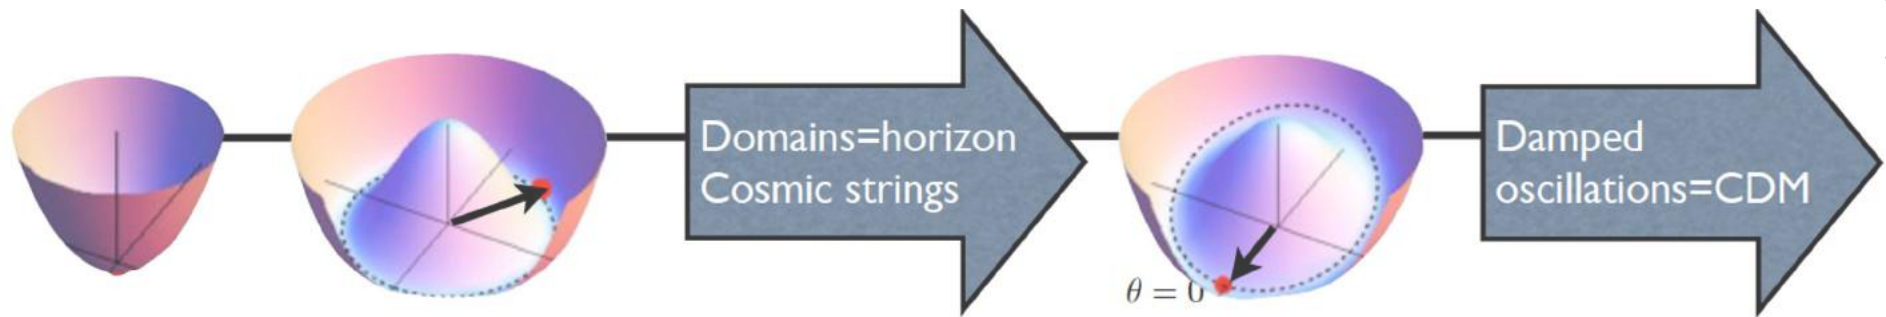 Domains=horizon
Cosmic strings
θ = 0
Damped
oscillations=CDM